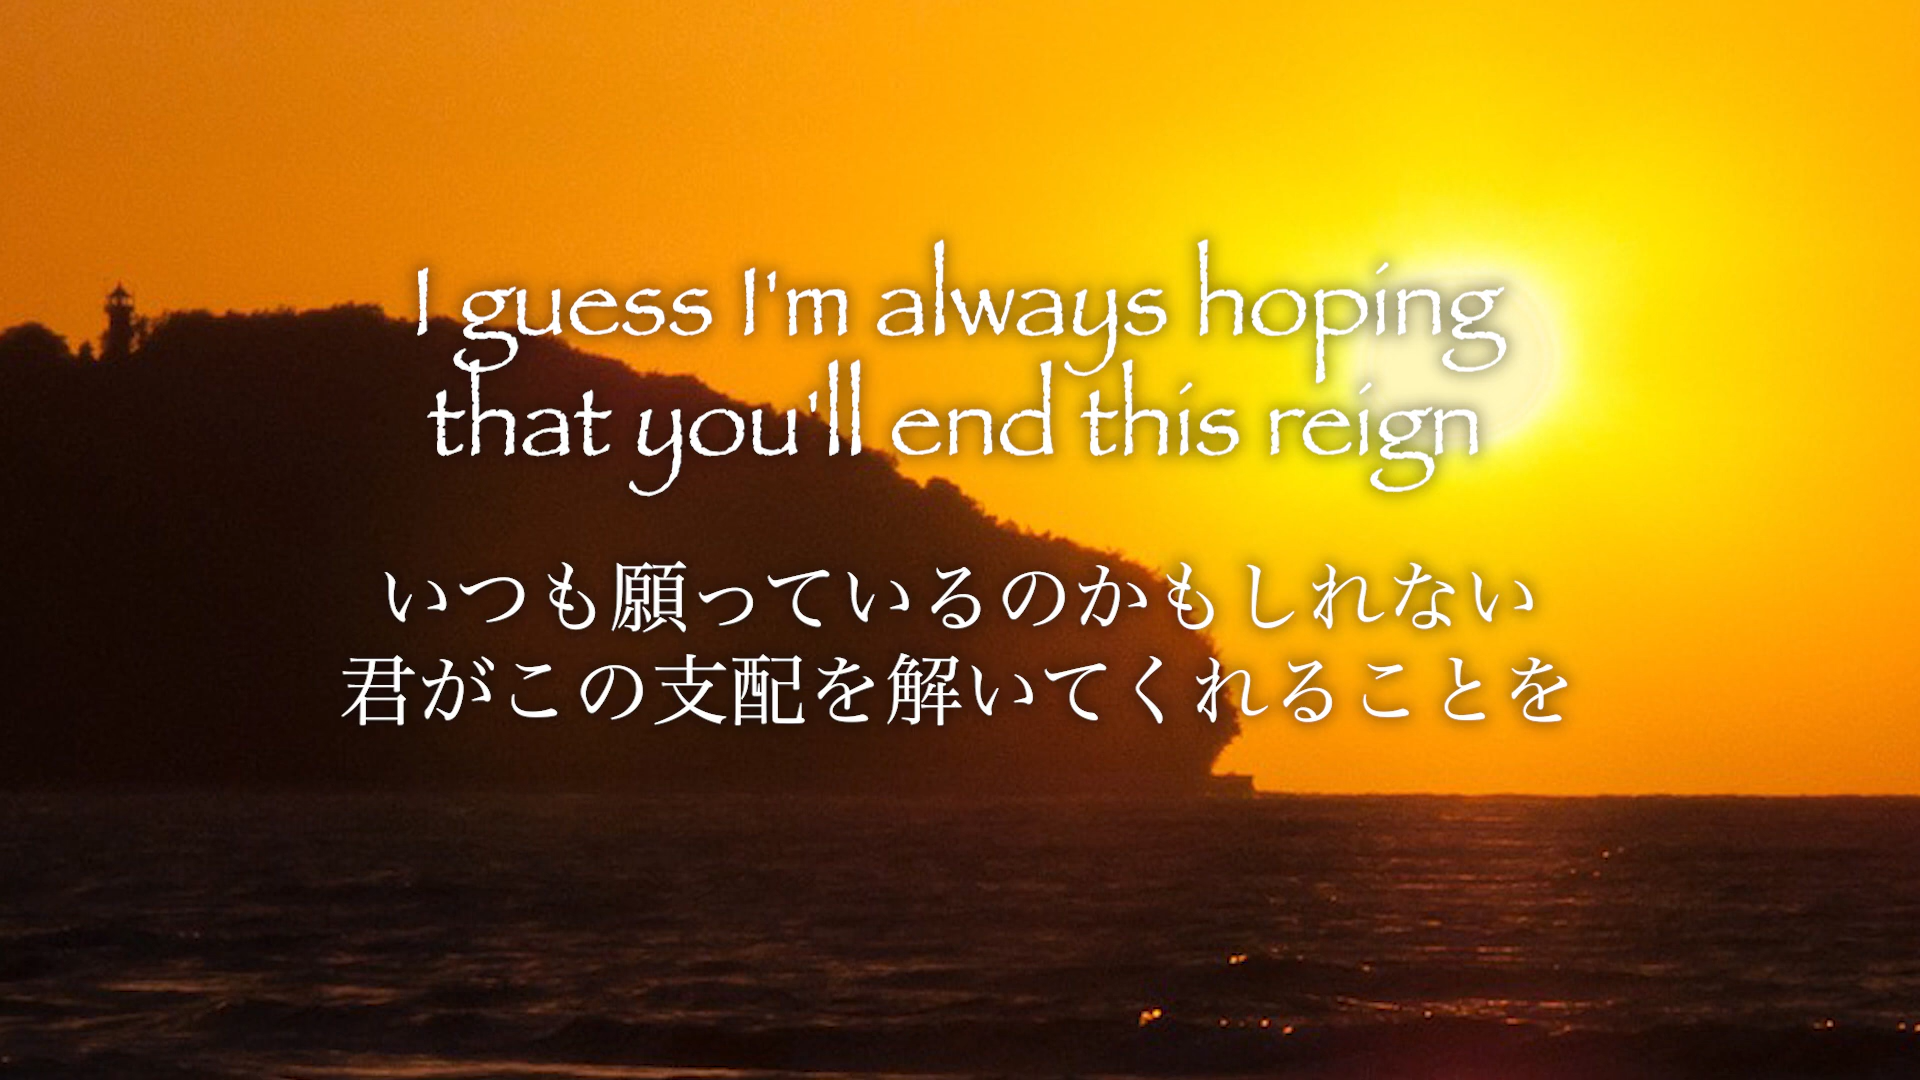 I guess I'm always hoping
that you'll end this reign
いつも願っているのかもしれない
君がこの支配を解いてくれることを